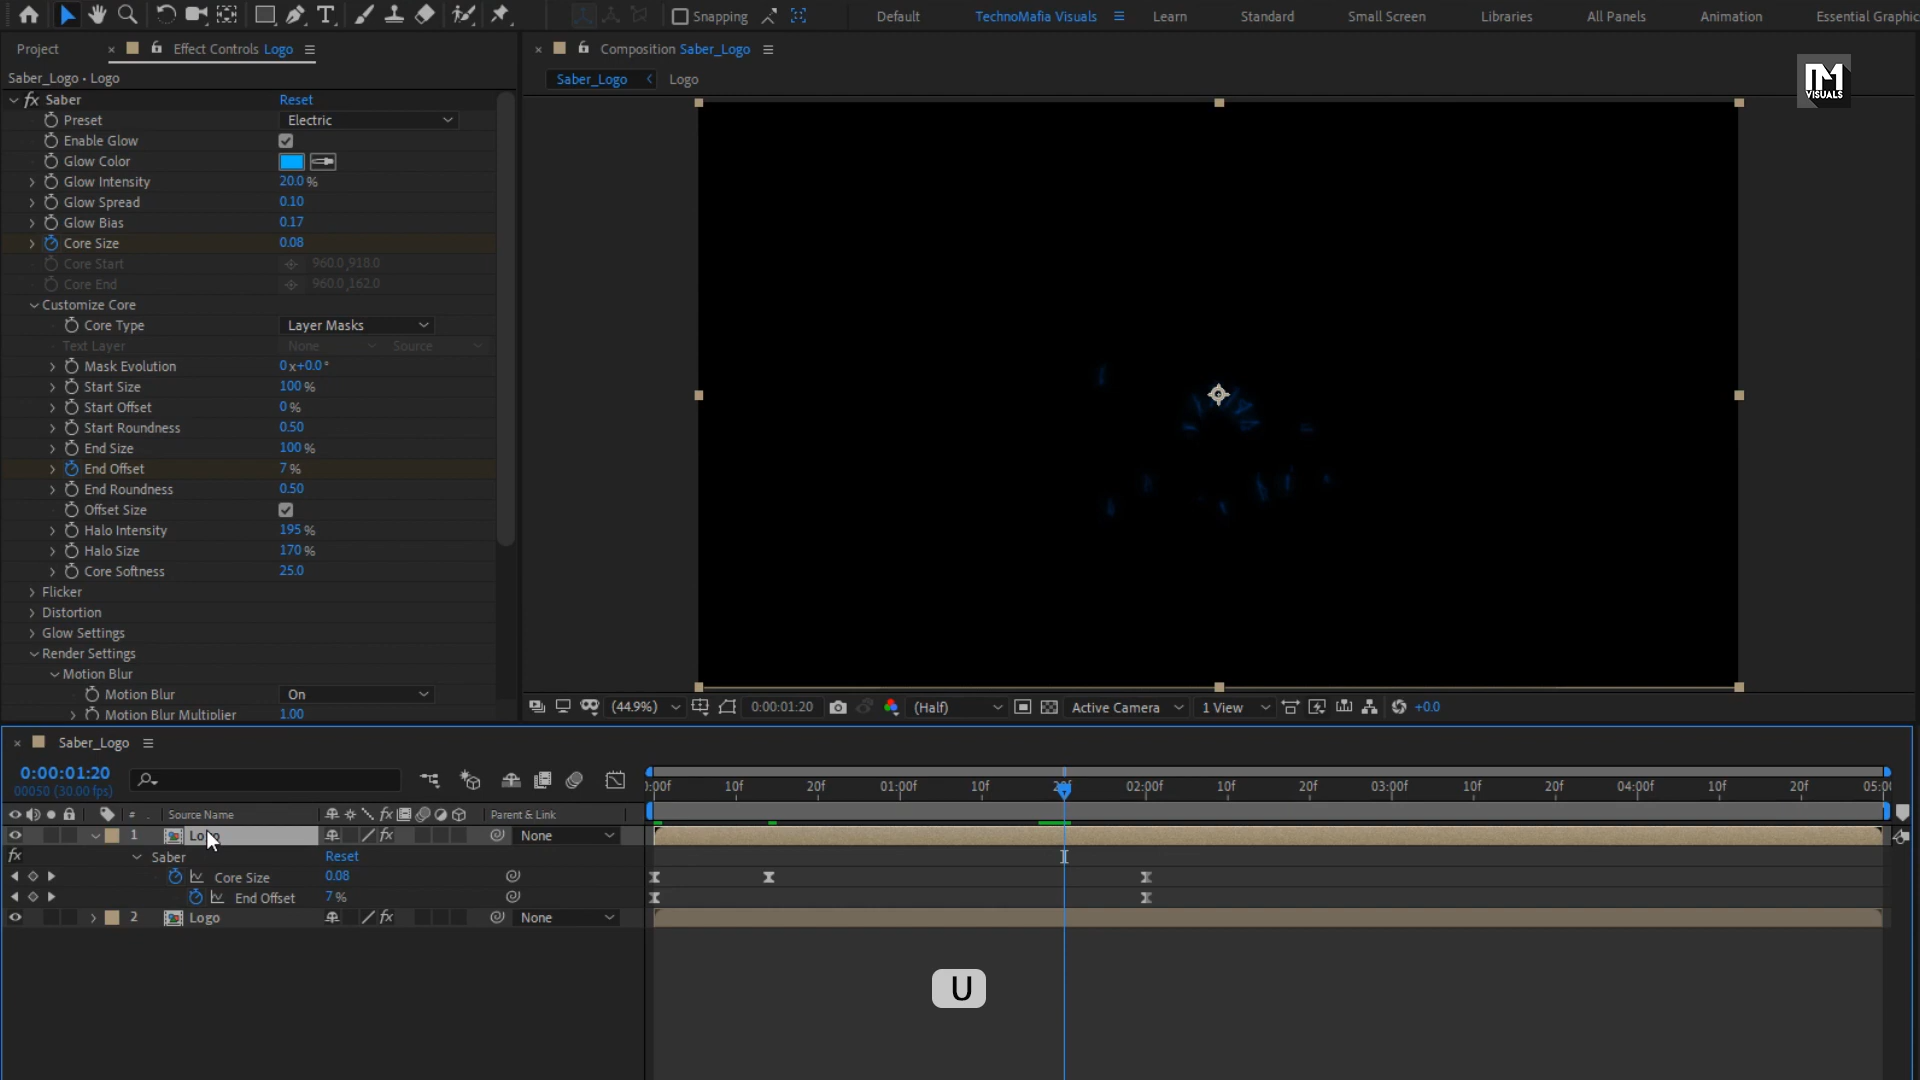 Snapping
Default
TechnoMafia Visuals
Learn
Standard
Small Screen
Libraries
All Panels
Animation
Essential Graphic
Project
Effect Controls Logo
Composition Saber_Logo
Saber_Logo • Logo
Saber_Logo
Logo
VISUALS
fx Saber Reset
Preset Electric
Enable Glow
Glow Color
Glow Intensity 20.0 %
Glow Spread 0.10
Glow Bias 0.17
Core Size 0.08
Core Start 960.0,918.0
Core End 960.0,162.0
Customize Core
Core Type Layer Masks
Text Layer None Source
Mask Evolution 0x+0.0°
Start Size 100 %
Start Offset 0 %
Start Roundness 0.50
End Size 100 %
End Offset 7 %
End Roundness 0.50
Offset Size
Halo Intensity 195 %
Halo Size 170 %
Core Softness 25.0
Flicker
Distortion
Glow Settings
Render Settings
Motion Blur
Motion Blur On
Motion Blur Multiplier 1.00
(44.9%) 0:00:01:20 (Half) Active Camera 1 View +0.0
Saber_Logo
0:00:01:20
00050 (30.00 fps)
:00f 10f 20f 01:00f 10f 02:00f 10f 20f 03:00f 10f 20f 04:00f 10f 20f 05:00
# Source Name fx Parent & Link
1 fx None
fx Saber Reset
Core Size 0.08
End Offset 7 %
2 Logo fx None
U